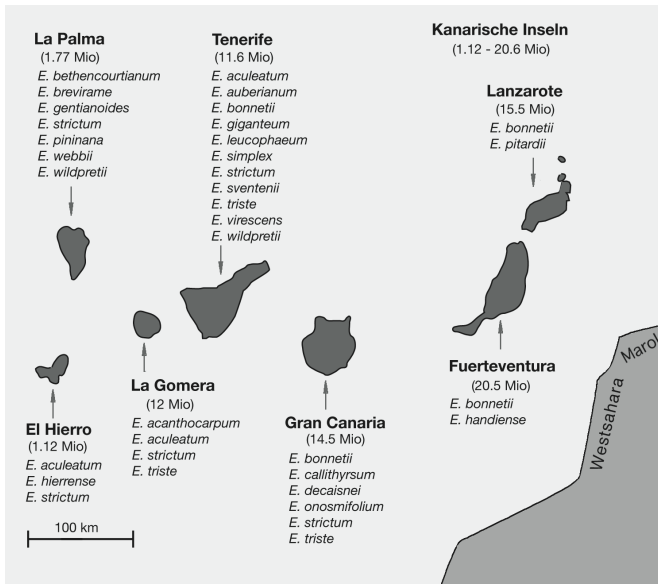 La Palma
(1.77 Mio)
E. bethencourtianum
E. brevirame
E. gentianoides
E. strictum
E. pininana
E. webbii
E. wildpretii
Tenerife
(11.6 Mio)
E. aculeatum
E. auberianum
E. bonnetii
E. giganteum
E. leucophaeum
E. simplex
E. strictum
E. sventenii
E. triste
E. virescens
E. wildpretii
Kanarische Inseln
(1.12 - 20.6 Mio)
Lanzarote
(15.5 Mio)
E. bonnetii
E. pitardii
El Hierro
(1.12 Mio)
E. aculeatum
E. hierrense
E. strictum
La Gomera
(12 Mio)
E. acanthocarpum
E. aculeatum
E. strictum
E. triste
Gran Canaria
(14.5 Mio)
E. bonnetii
E. callithyrsum
E. decaisnei
E. onosmifolium
E. strictum
E. triste
Fuerteventura
(20.5 Mio)
E. bonnetii
E. handiense
Westsahara
Marok
100 km